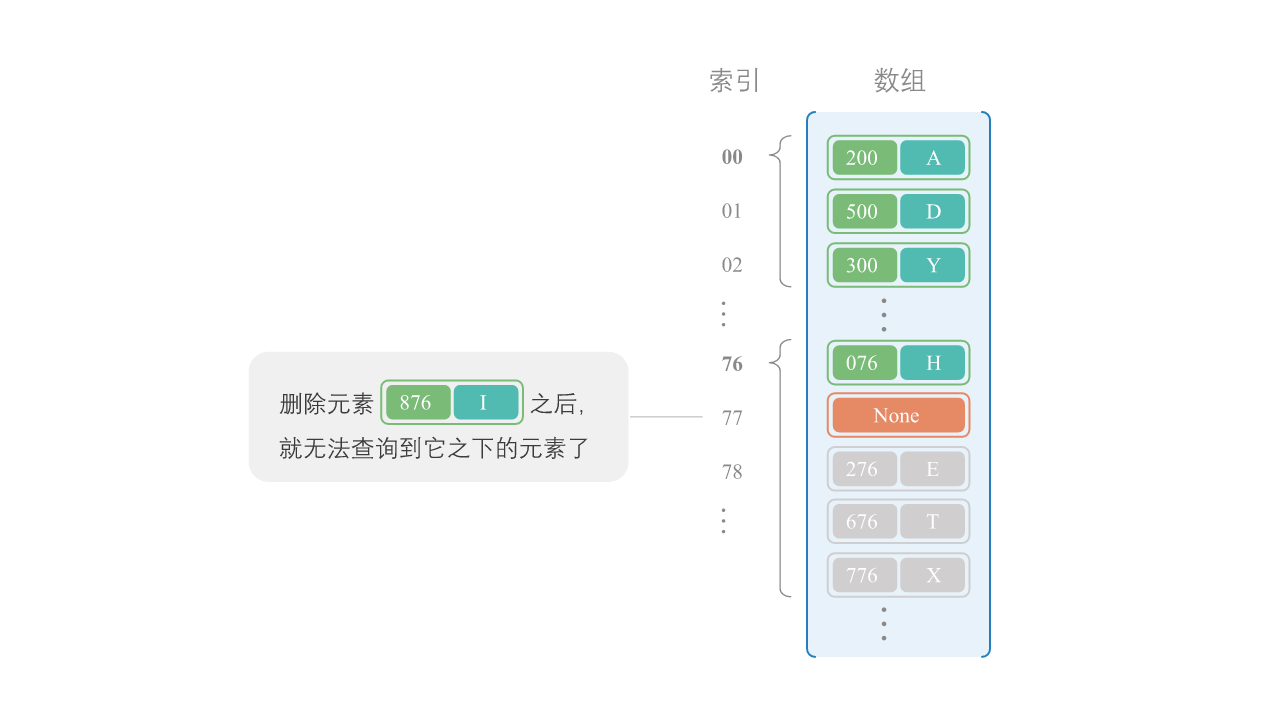 索引 数组
00 200 A
01 500 D
02 300 Y
76 076 H
删除元素 876 I 之后,
就无法查询到它之下的元素了
77 None
78 276 E
676 T
776 X